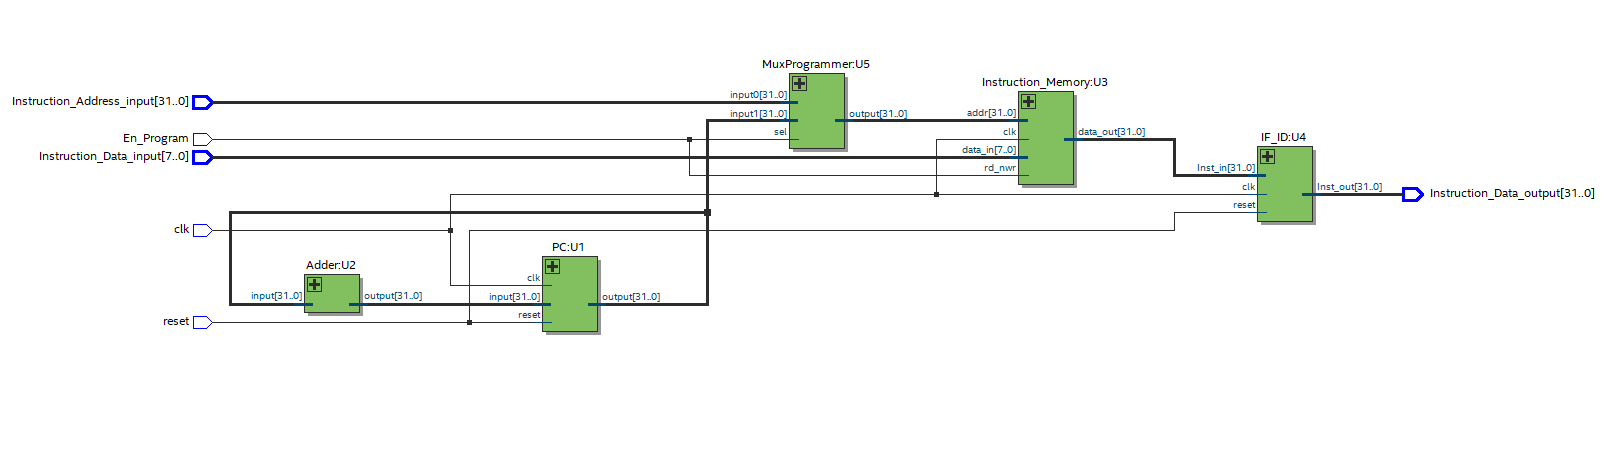 MuxProgrammer:U5
Instruction_Memory:U3
Instruction_Address_input[31..0]
input0[31..0]
input1[31..0]
sel
output[31..0]
addr[31..0]
clk
data_in[7..0]
rd_nwr
data_out[31..0]
En_Program
Instruction_Data_input[7..0]
IF_ID:U4
Inst_in[31..0]
clk
reset
Inst_out[31..0]
Instruction_Data_output[31..0]
clk
PC:U1
Adder:U2
input[31..0]
output[31..0]
clk
input[31..0]
reset
output[31..0]
reset